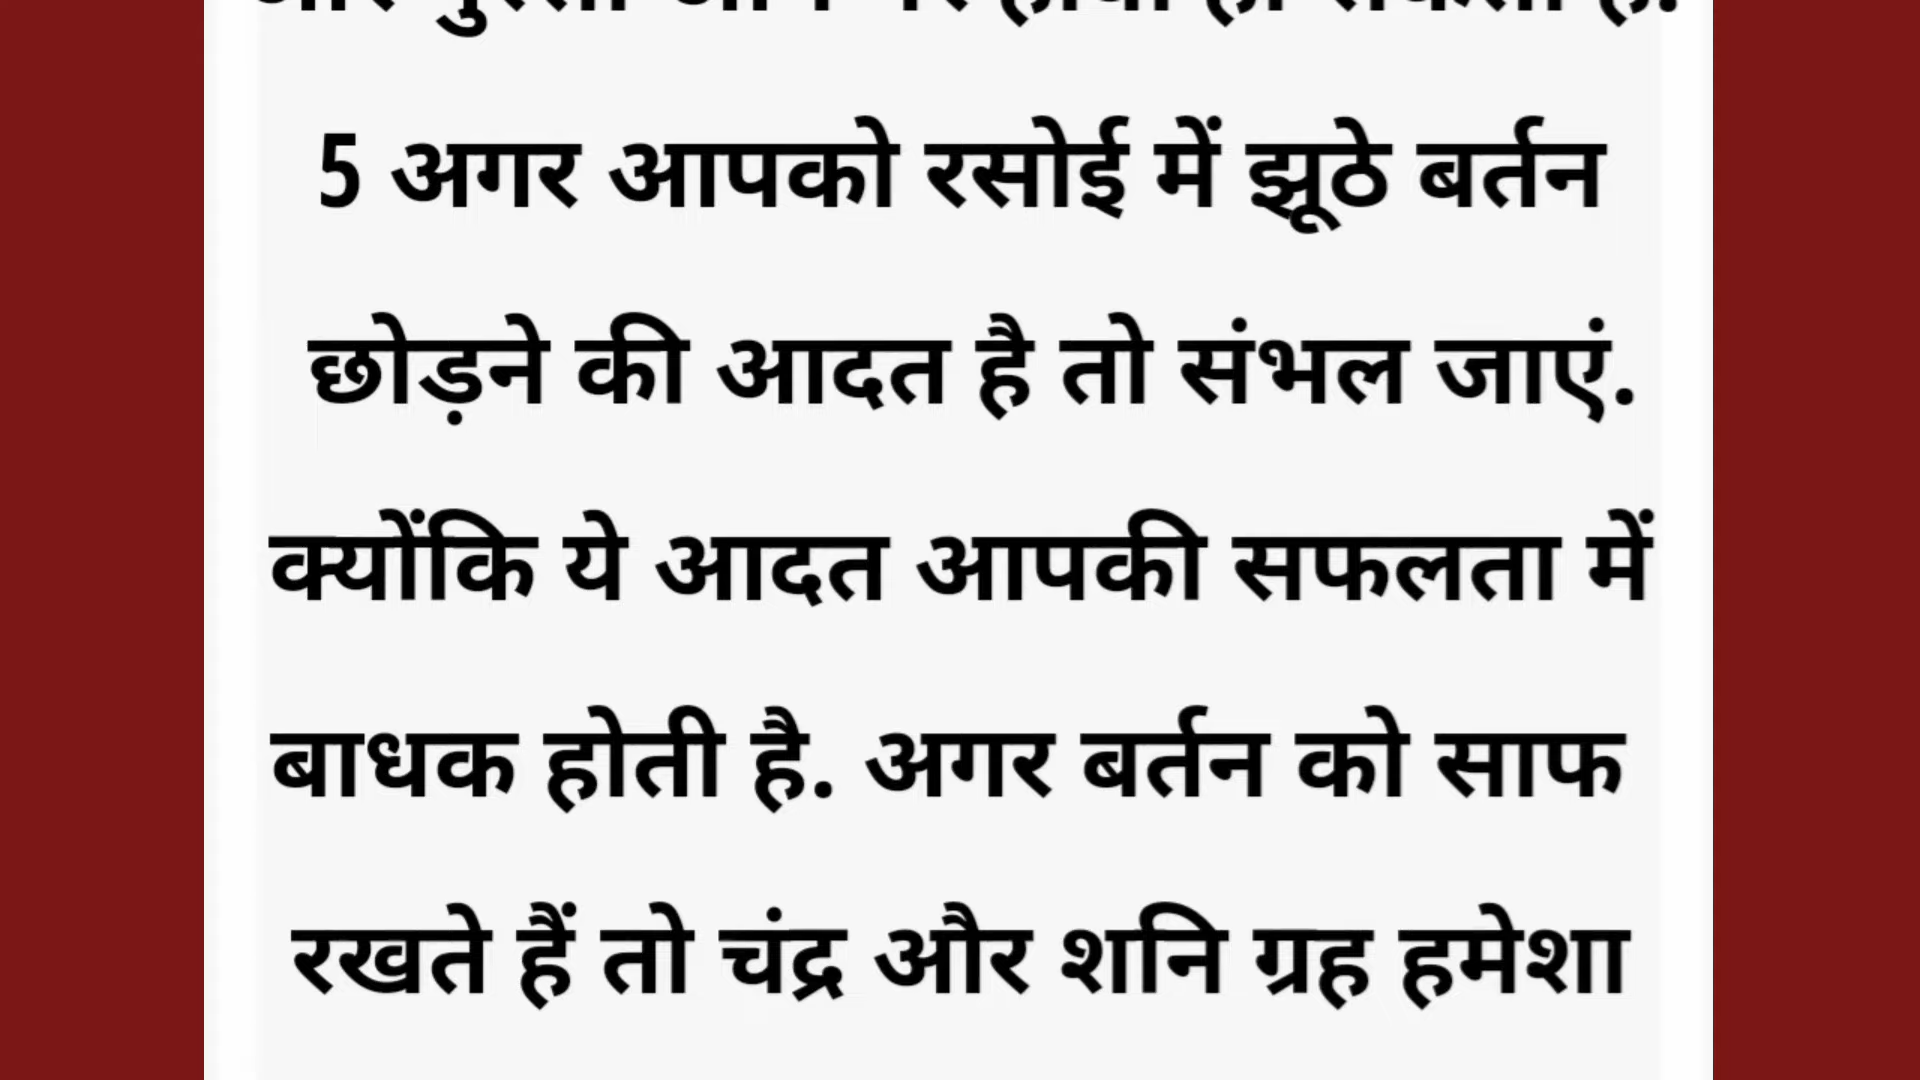 5 अगर आपको रसोई में झूठे बर्तन
छोड़ने की आदत है तो संभल जाएं.
क्योंकि ये आदत आपकी सफलता में
बाधक होती है. अगर बर्तन को साफ
रखते हैं तो चंद्र और शनि ग्रह हमेशा